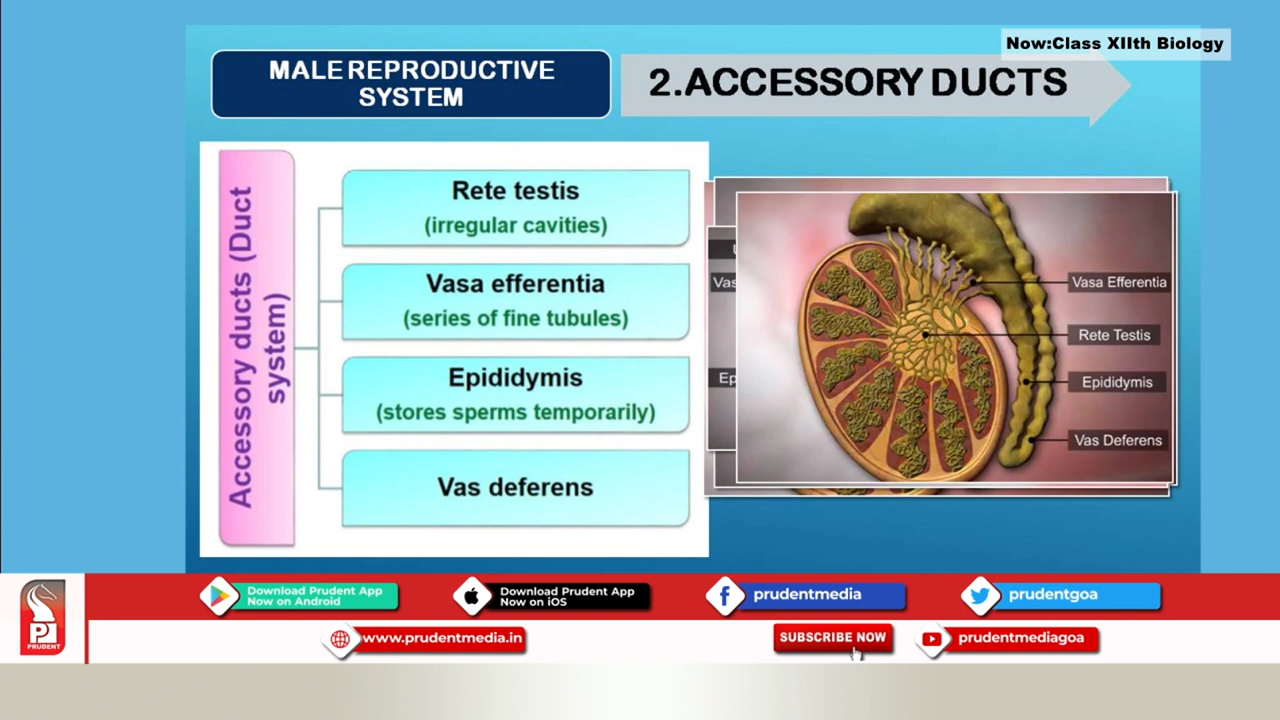 Now:Class XIIth Biology
MALE REPRODUCTIVE
SYSTEM
2.ACCESSORY DUCTS
Accessory ducts (Duct
system)
Rete testis
(irregular cavities)
Vasa efferentia
(series of fine tubules)
Epididymis
(stores sperms temporarily)
Vas deferens
Vas
Ep
Vasa Efferentia
Rete Testis
Epididymis
Vas Deferens
Download Prudent App
Now on Android
Download Prudent App
Now on iOS
prudentmedia
prudentgoa
PRUDENT
www.prudentmedia.in
SUBSCRIBE NOW
prudentmediagoa